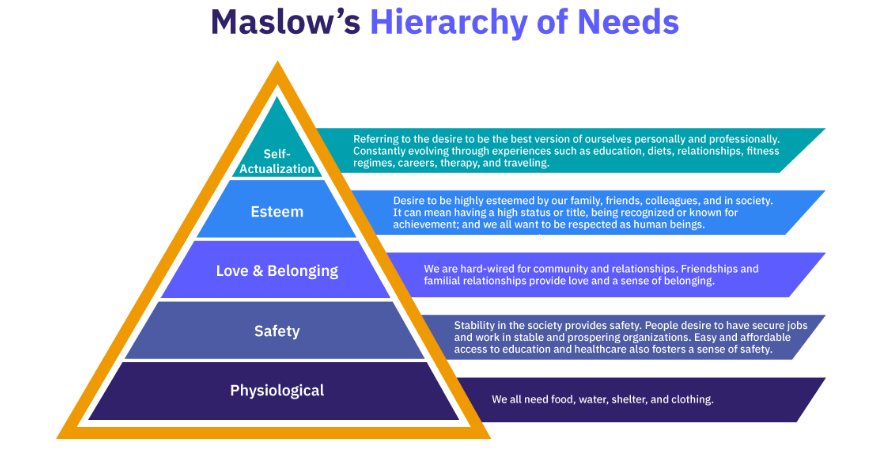 Maslow’s Hierarchy of Needs
Self-
Actualization
Referring to the desire to be the best version of ourselves personally and professionally.
Constantly evolving through experiences such as education, diets, relationships, fitness
regimes, careers, therapy, and traveling.
Esteem
Desire to be highly esteemed by our family, friends, colleagues, and in society.
It can mean having a high status or title, being recognized or known for
achievement; and we all want to be respected as human beings.
Love & Belonging
We are hard-wired for community and relationships. Friendships and
familial relationships provide love and a sense of belonging.
Safety
Stability in the society provides safety. People desire to have secure jobs
and work in stable and prospering organizations. Easy and affordable
access to education and healthcare also fosters a sense of safety.
Physiological
We all need food, water, shelter, and clothing.